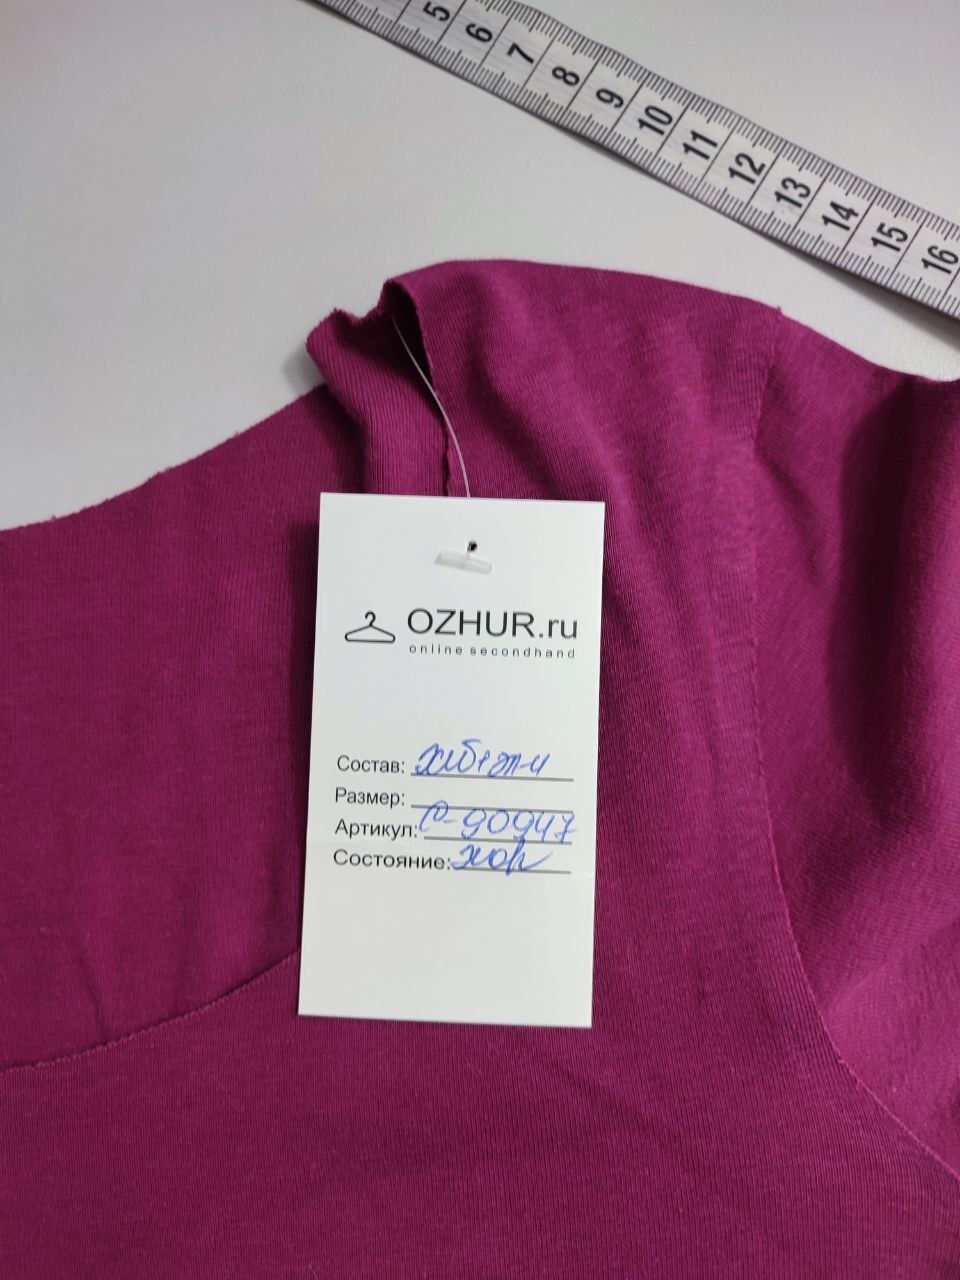 5 6 7 8 9 10 11 12 13 14 15 16
OZHUR.ru
online secondhand
Состав: хлб+эл-н
Размер:
Артикул: P-90947
Состояние: хор